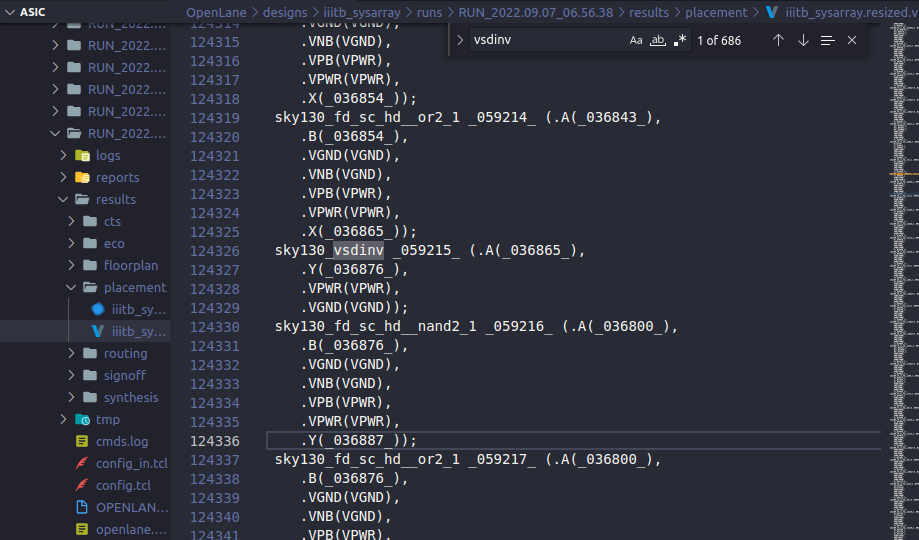 ASIC
RUN_2022....
RUN_2022....
RUN_2022....
RUN_2022....
RUN_2022....
logs
reports
results
cts
eco
floorplan
placement
iiitb_sy...
iiitb_sy...
routing
signoff
synthesis
tmp
cmds.log
config_in.tcl
config.tcl
OPENLAN...
openlane....
OpenLane > designs > iiitb_sysarray > runs > RUN_2022.09.07_06.56.38 > results > placement > iiitb_sysarray.resized.v
vsdinv
Aa ab .*
1 of 686
124314 .VGND(VGND),
124315 .VNB(VGND),
124316 .VPB(VPWR),
124317 .VPWR(VPWR),
124318 .X(_036854_));
124319 sky130_fd_sc_hd__or2_1 _059214_ (.A(_036843_),
124320 .B(_036854_),
124321 .VGND(VGND),
124322 .VNB(VGND),
124323 .VPB(VPWR),
124324 .VPWR(VPWR),
124325 .X(_036865_));
124326 sky130_vsdinv _059215_ (.A(_036865_),
124327 .Y(_036876_),
124328 .VPWR(VPWR),
124329 .VGND(VGND));
124330 sky130_fd_sc_hd__nand2_1 _059216_ (.A(_036800_),
124331 .B(_036876_),
124332 .VGND(VGND),
124333 .VNB(VGND),
124334 .VPB(VPWR),
124335 .VPWR(VPWR),
124336 .Y(_036887_));
124337 sky130_fd_sc_hd__or2_1 _059217_ (.A(_036800_),
124338 .B(_036876_),
124339 .VGND(VGND),
124340 .VNB(VGND),
124341 .VPB(VPWR),